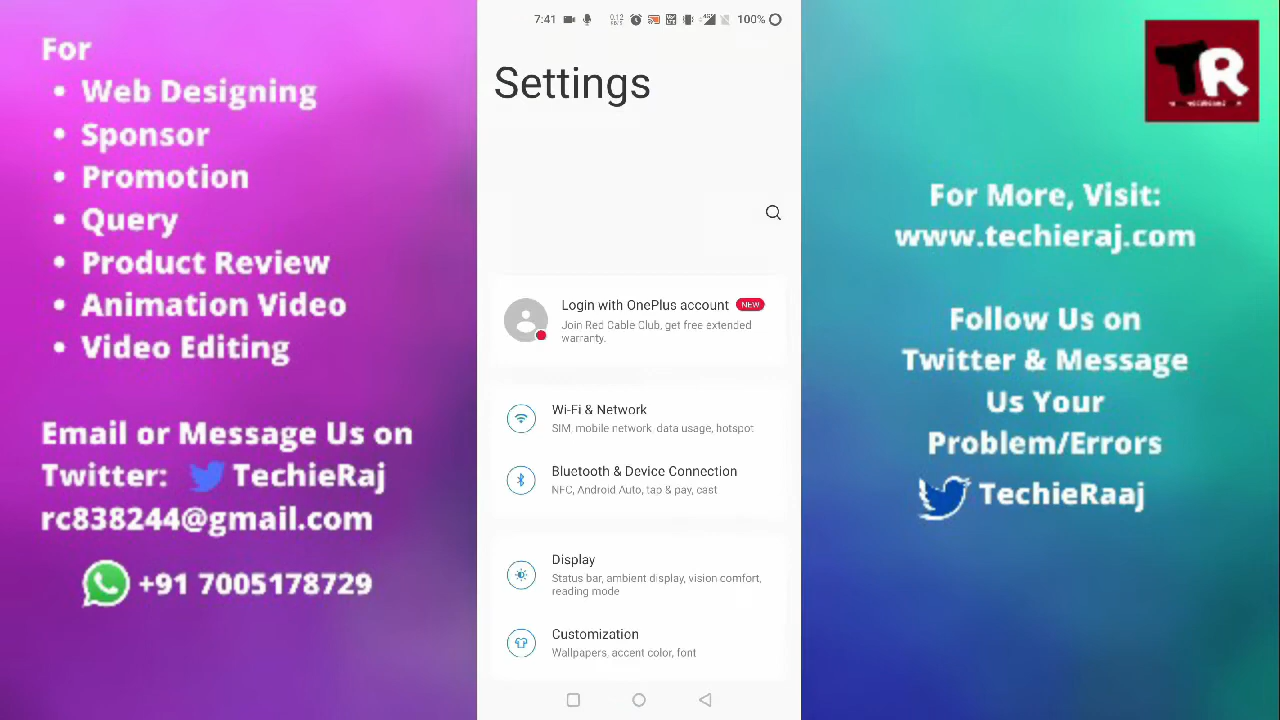 For
• Web Designing
• Sponsor
• Promotion
• Query
• Product Review
• Animation Video
• Video Editing
Email or Message Us on
Twitter: TechieRaj
rc838244@gmail.com
+91 7005178729
7:41
100%
Settings
Login with OnePlus account NEW
Join Red Cable Club, get free extended
warranty.
Wi-Fi & Network
SIM, mobile network, data usage, hotspot
Bluetooth & Device Connection
NFC, Android Auto, tap & pay, cast
Display
Status bar, ambient display, vision comfort,
reading mode
Customization
Wallpapers, accent color, font
TR
For More, Visit:
www.techieraj.com
Follow Us on
Twitter & Message
Us Your
Problem/Errors
TechieRaaj